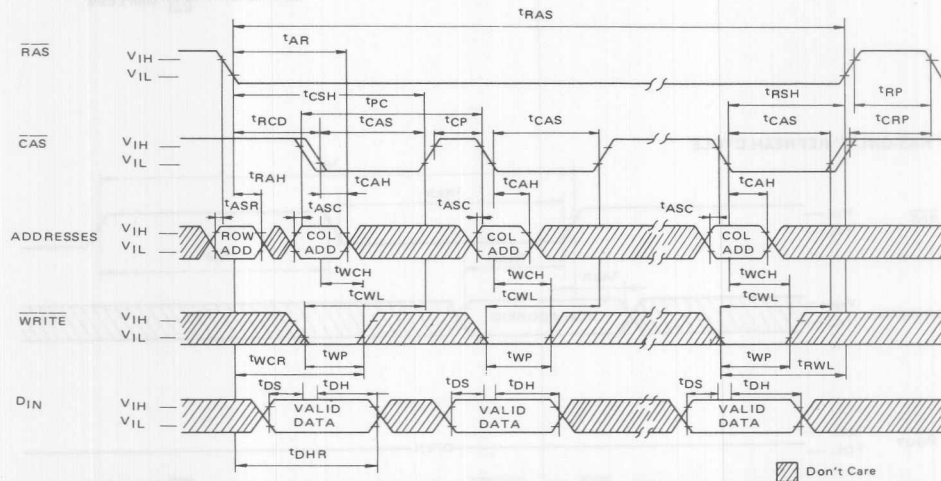 tRAS
tAR
RAS
VIH
VIL
tCSH
tPC
tRSH
tRP
tRCD
tCAS
tCP
tCAS
tCAS
tCRP
CAS
VIH
VIL
tRAH
tCAH
tCAH
tCAH
tASR
tASC
tASC
tASC
ADDRESSES
VIH
VIL
ROW ADD
COL ADD
COL ADD
COL ADD
tWCH
tWCH
tWCH
tCWL
tCWL
tCWL
WRITE
VIH
VIL
tWP
tWP
tWP
tWCR
tRWL
tDS
tDH
tDS
tDH
tDS
tDH
DIN
VIH
VIL
VALID DATA
VALID DATA
VALID DATA
tDHR
Don't Care